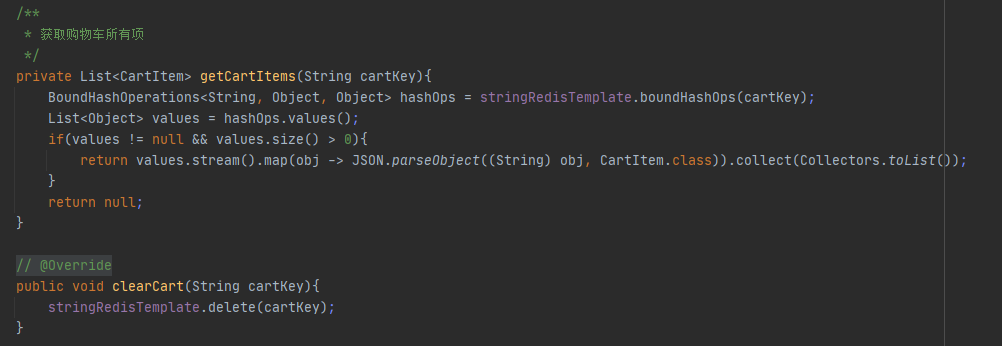 /**
 * 获取购物车所有项
 */
private List<CartItem> getCartItems(String cartKey){
    BoundHashOperations<String, Object, Object> hashOps = stringRedisTemplate.boundHashOps(cartKey);
    List<Object> values = hashOps.values();
    if(values != null && values.size() > 0){
        return values.stream().map(obj -> JSON.parseObject((String) obj, CartItem.class)).collect(Collectors.toList());
    }
    return null;
}
// @Override
public void clearCart(String cartKey){
    stringRedisTemplate.delete(cartKey);
}